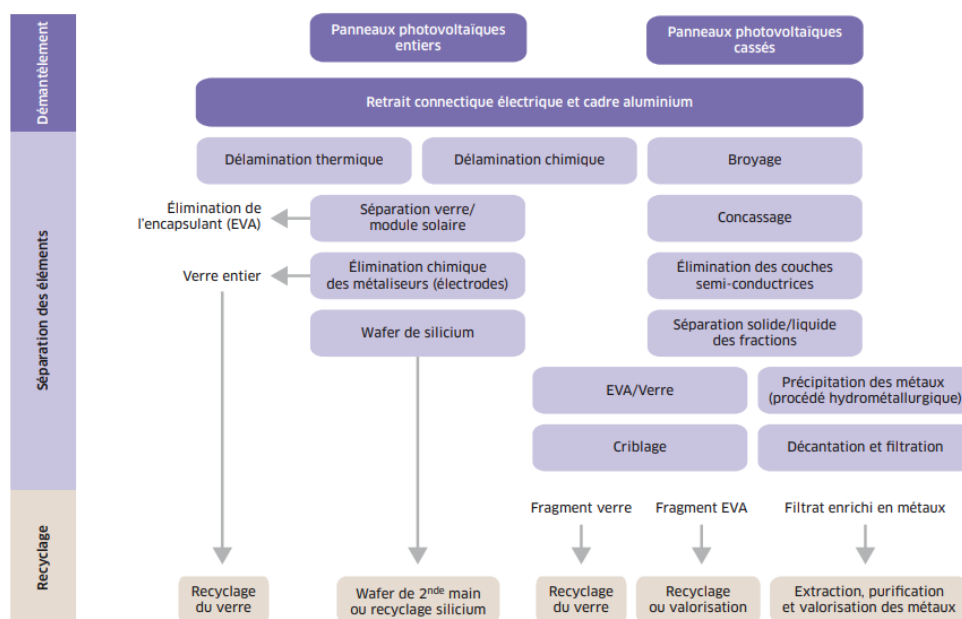 Démantèlement
Panneaux photovoltaïques
entiers
Panneaux photovoltaïques
cassés
Retrait connectique électrique et cadre aluminium
Séparation des éléments
Délamination thermique
Délamination chimique
Broyage
Élimination de
l'encapsulant (EVA)
Séparation verre/
module solaire
Concassage
Verre entier
Élimination chimique
des métaliseurs (électrodes)
Élimination des couches
semi-conductrices
Wafer de silicium
Séparation solide/liquide
des fractions
EVA/Verre
Précipitation des métaux
(procédé hydrométallurgique)
Criblage
Décantation et filtration
Recyclage
Fragment verre
Fragment EVA
Filtrat enrichi en métaux
Recyclage
du verre
Wafer de 2nde main
ou recyclage silicium
Recyclage
du verre
Recyclage
ou valorisation
Extraction, purification
et valorisation des métaux